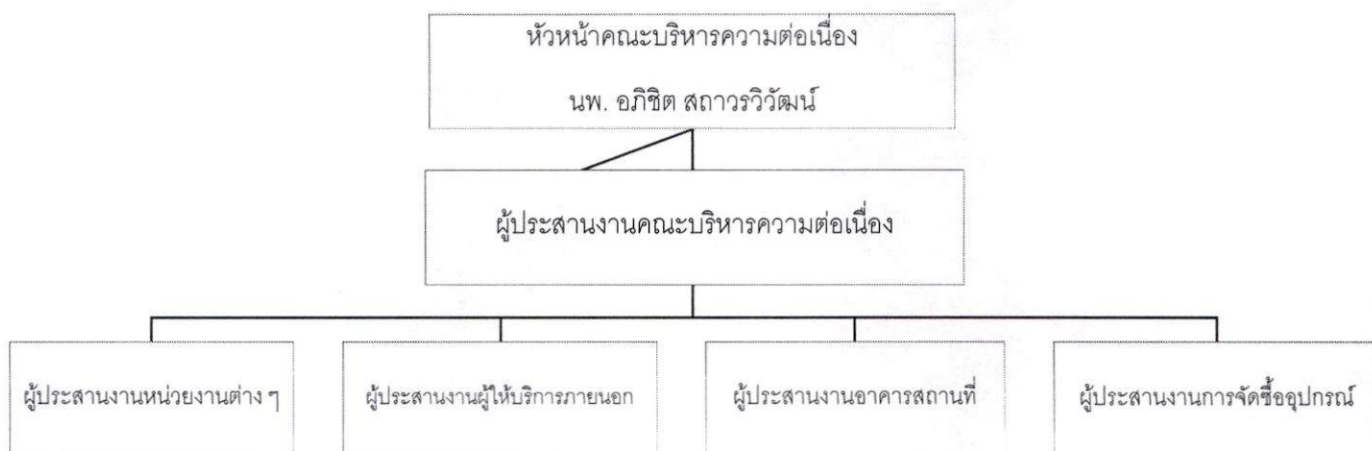 หัวหน้าคณะบริหารความต่อเนื่อง
นพ. อภิชิต สถาวรวิวัฒน์
ผู้ประสานงานคณะบริหารความต่อเนื่อง
ผู้ประสานงานหน่วยงานต่าง ๆ
ผู้ประสานงานผู้ให้บริการภายนอก
ผู้ประสานงานอาคารสถานที่
ผู้ประสานงานการจัดซื้ออุปกรณ์